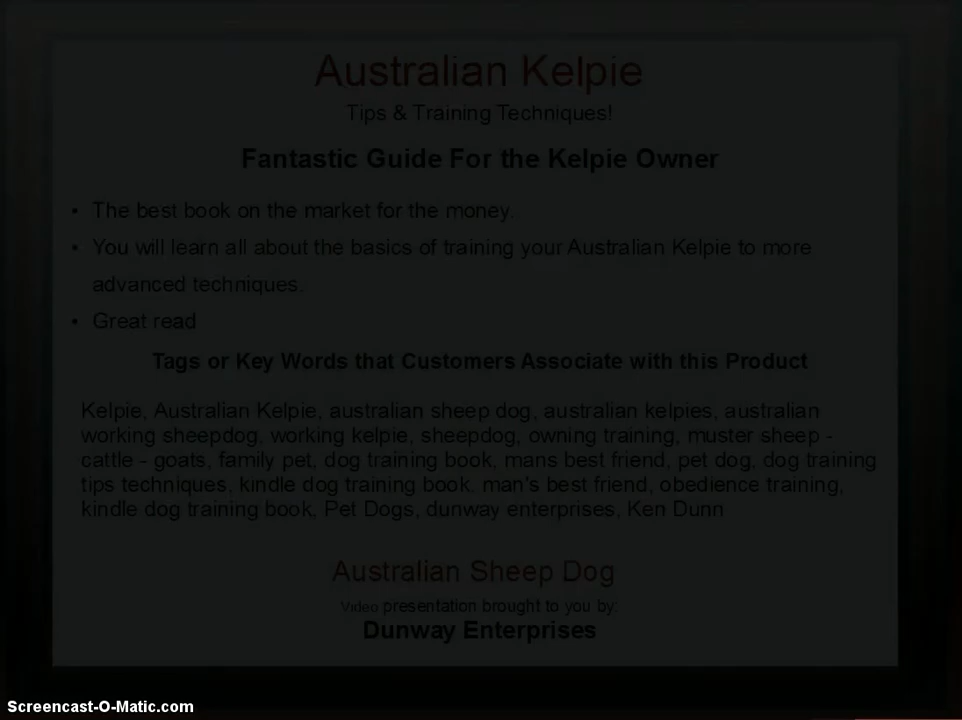 Australian Kelpie
Tips & Training Techniques!
Fantastic Guide For the Kelpie Owner
• The best book on the market for the money.
• You will learn all about the basics of training your Australian Kelpie to more
advanced techniques.
• Great read
Tags or Key Words that Customers Associate with this Product
Kelpie, Australian Kelpie, australian sheep dog, australian kelpies, australian
working sheepdog, working kelpie, sheepdog, owning training, muster sheep -
cattle - goats, family pet, dog training book, mans best friend, pet dog, dog training
tips techniques, kindle dog training book, man's best friend, obedience training,
kindle dog training book, Pet Dogs, dunway enterprises, Ken Dunn
Australian Sheep Dog
Video presentation brought to you by:
Dunway Enterprises
Screencast-O-Matic.com